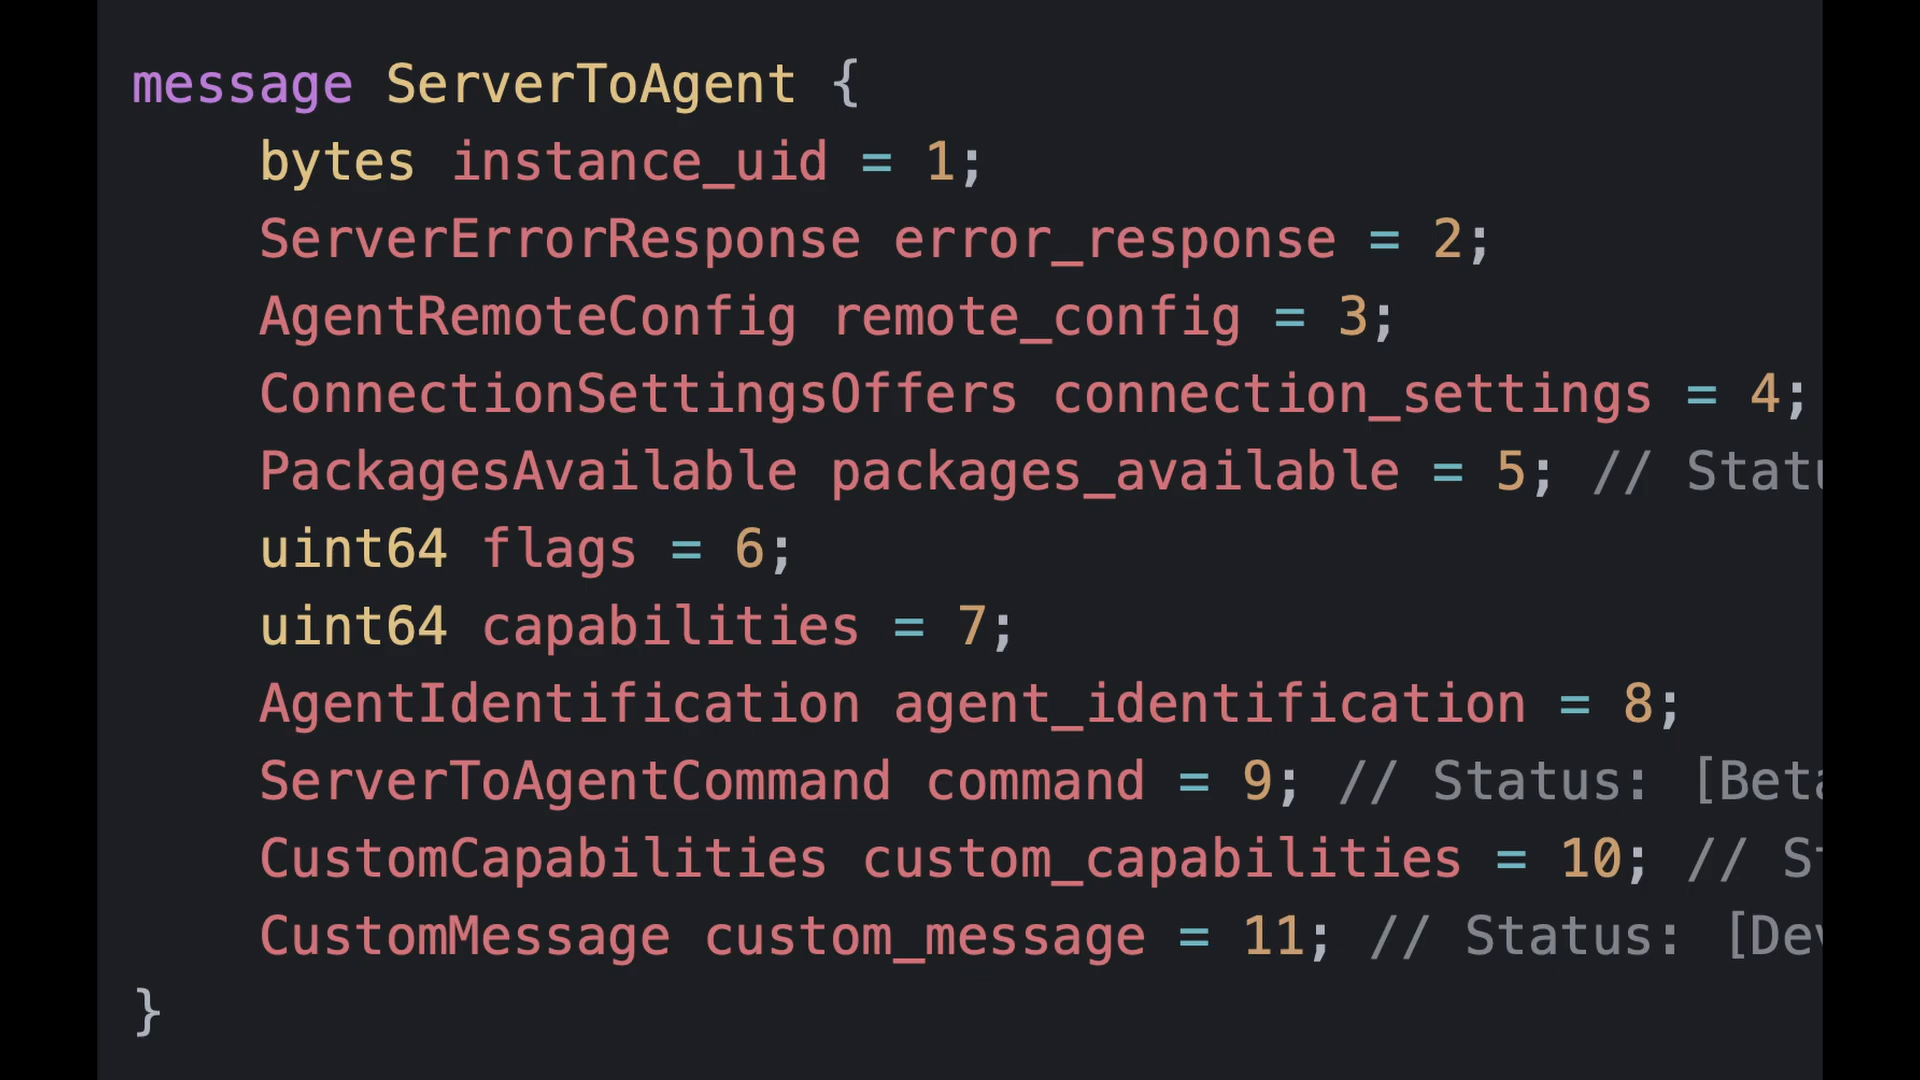 message ServerToAgent {
bytes instance_uid = 1;
ServerErrorResponse error_response = 2;
AgentRemoteConfig remote_config = 3;
ConnectionSettingsOffers connection_settings = 4;
PackagesAvailable packages_available = 5; //
uint64 flags = 6;
uint64 capabilities = 7;
AgentIdentification agent_identification = 8;
ServerToAgentCommand command = 9; // Status:
CustomCapabilities custom_capabilities = 10; //
CustomMessage custom_message = 11; // Status:
}